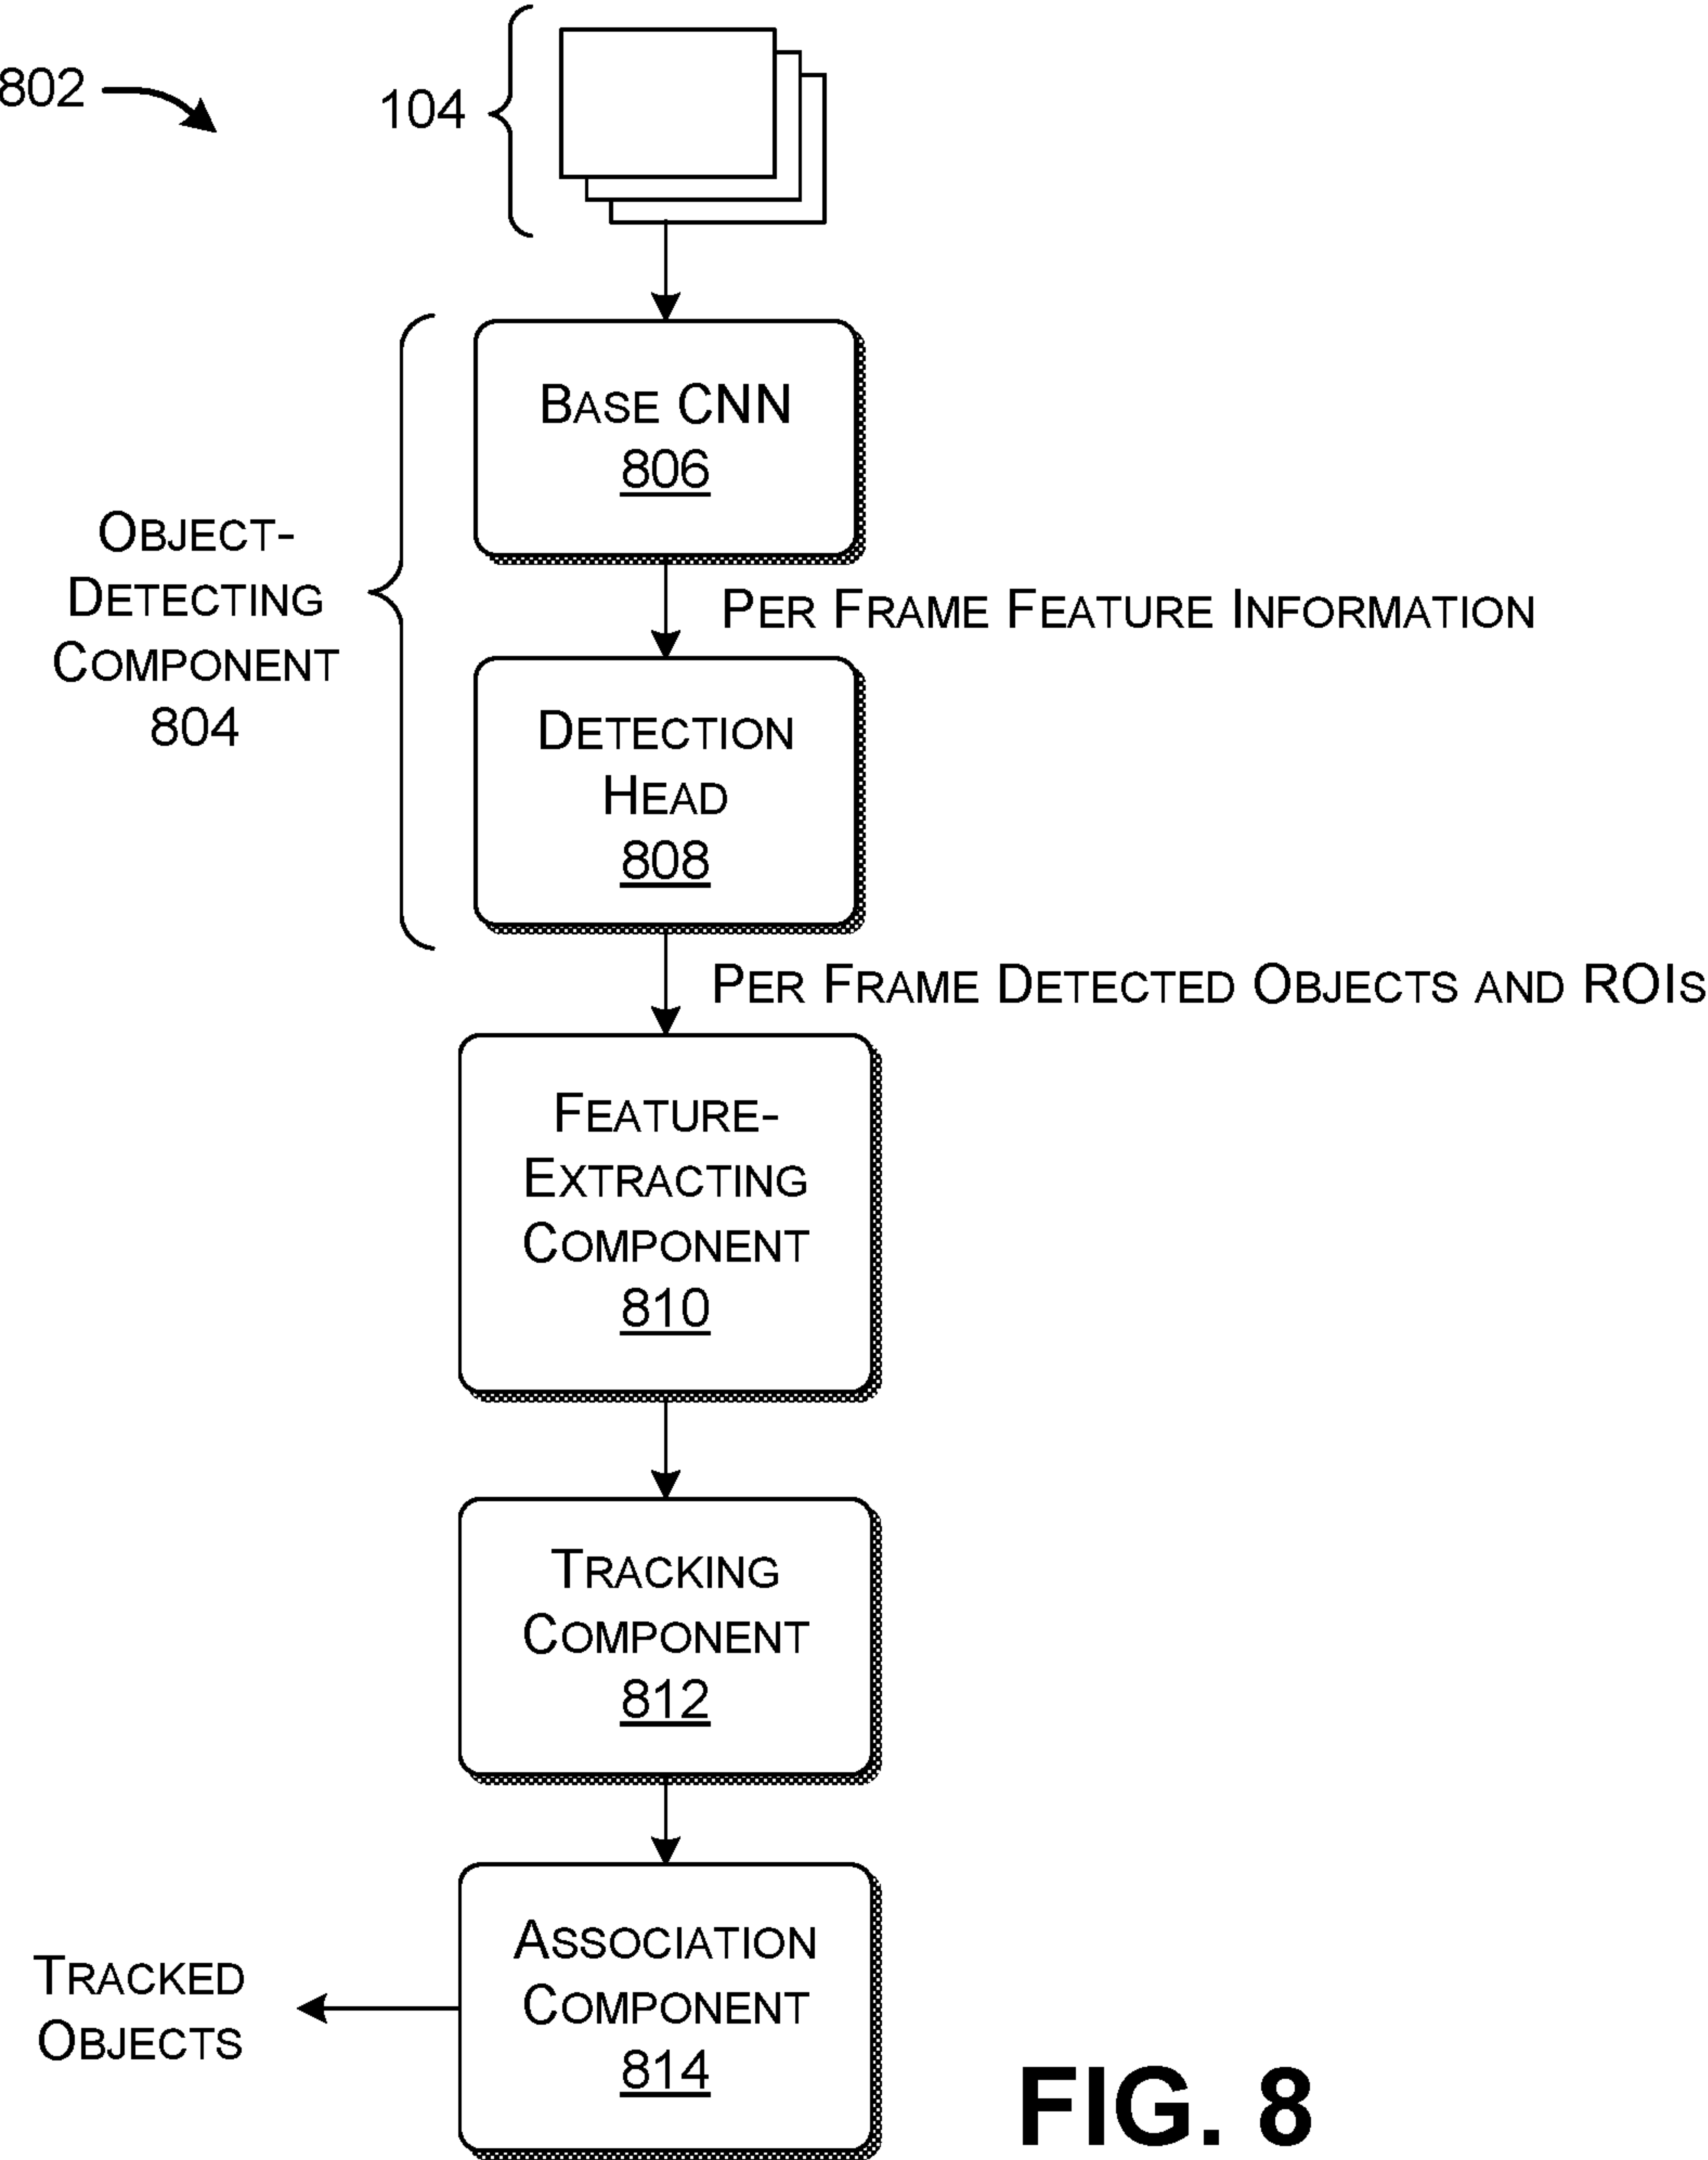 802
104
BASE CNN
806
OBJECT-
DETECTING
COMPONENT
804
PER FRAME FEATURE INFORMATION
DETECTION
HEAD
808
PER FRAME DETECTED OBJECTS AND ROIS
FEATURE-
EXTRACTING
COMPONENT
810
TRACKING
COMPONENT
812
ASSOCIATION
COMPONENT
814
TRACKED
OBJECTS
FIG. 8